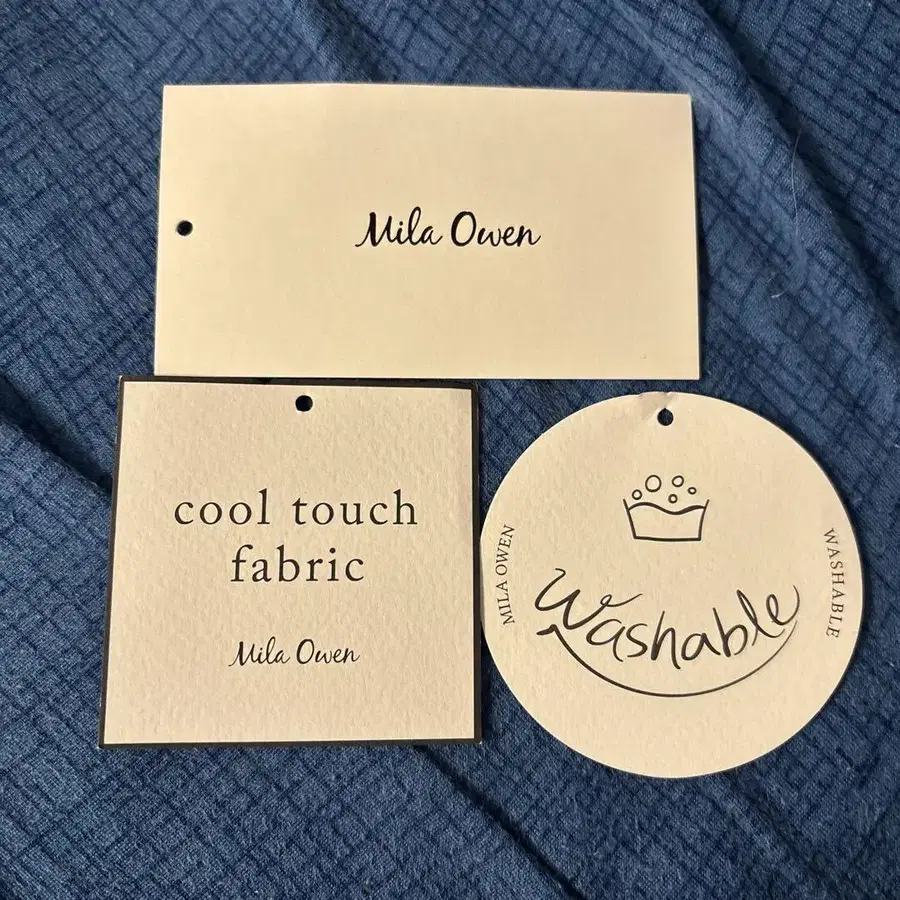 Mila Owen
cool touch
fabric
Mila Owen
MILA OWEN
Washable
WASHABLE